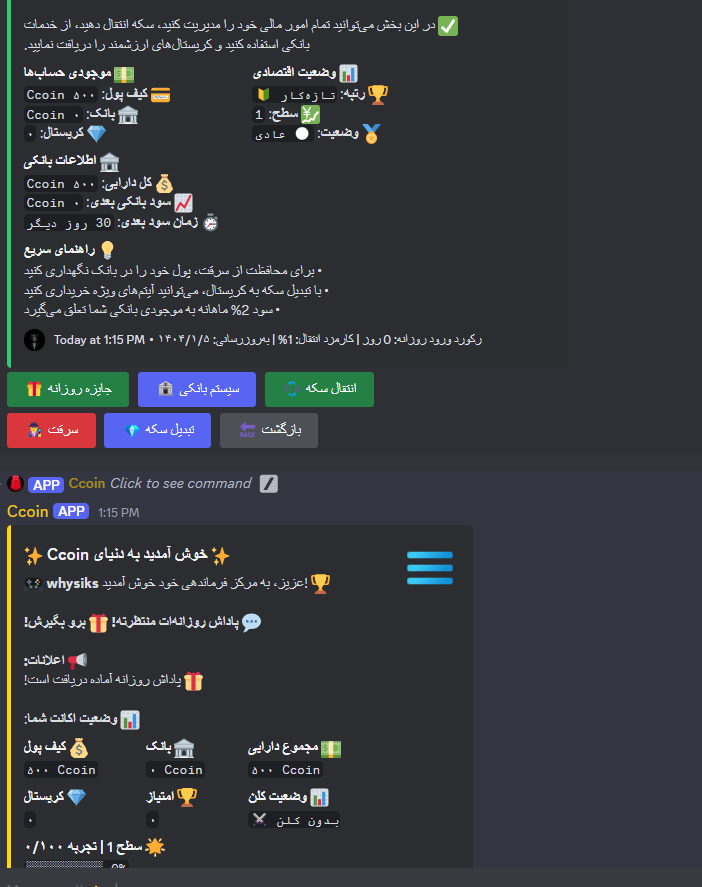 در این بخش می‌توانید تمام امور مالی خود را مدیریت کنید، سکه انتقال دهید، از خدمات
بانکی استفاده کنید و کریستال‌های ارزشمند را دریافت نمایید.
وضعیت اقتصادی
رتبه: تازه‌کار
سطح: 1
وضعیت: عادی
موجودی حساب‌ها
کیف پول: ۵۰۰ Ccoin
بانک: ۰ Ccoin
کریستال: ۰
اطلاعات بانکی
کل دارایی: ۵۰۰ Ccoin
سود بانکی بعدی: ۰ Ccoin
زمان سود بعدی: 30 روز دیگر
راهنمای سریع
• برای محافظت از سرقت، پول خود را در بانک نگهداری کنید
• با تبدیل سکه به کریستال، می‌توانید آیتم‌های ویژه خریداری کنید
• سود 2% ماهانه به موجودی بانکی شما تعلق می‌گیرد
رکورد ورود روزانه: 0 روز | کارمزد انتقال: 1% | به‌روزرسانی: ۱۴۰۴/۱/۵ • Today at 1:15 PM
جایزه روزانه
سیستم بانکی
انتقال سکه
سرقت
تبدیل سکه
بازگشت
BACK
APP Ccoin Click to see command
Ccoin APP 1:15 PM
خوش آمدید به دنیای Ccoin
whysiks عزیز، به مرکز فرماندهی خود خوش آمدید!
پاداش روزانه‌ات منتظرته! برو بگیرش!
اعلانات:
پاداش روزانه آماده دریافت است!
وضعیت اکانت شما:
کیف پول
۵۰۰ Ccoin
بانک
۰ Ccoin
مجموع دارایی
۵۰۰ Ccoin
کریستال
۰
امتیاز
۰
وضعیت کلن
بدون کلن
سطح 1 | تجربه ۰/۱۰۰
0%